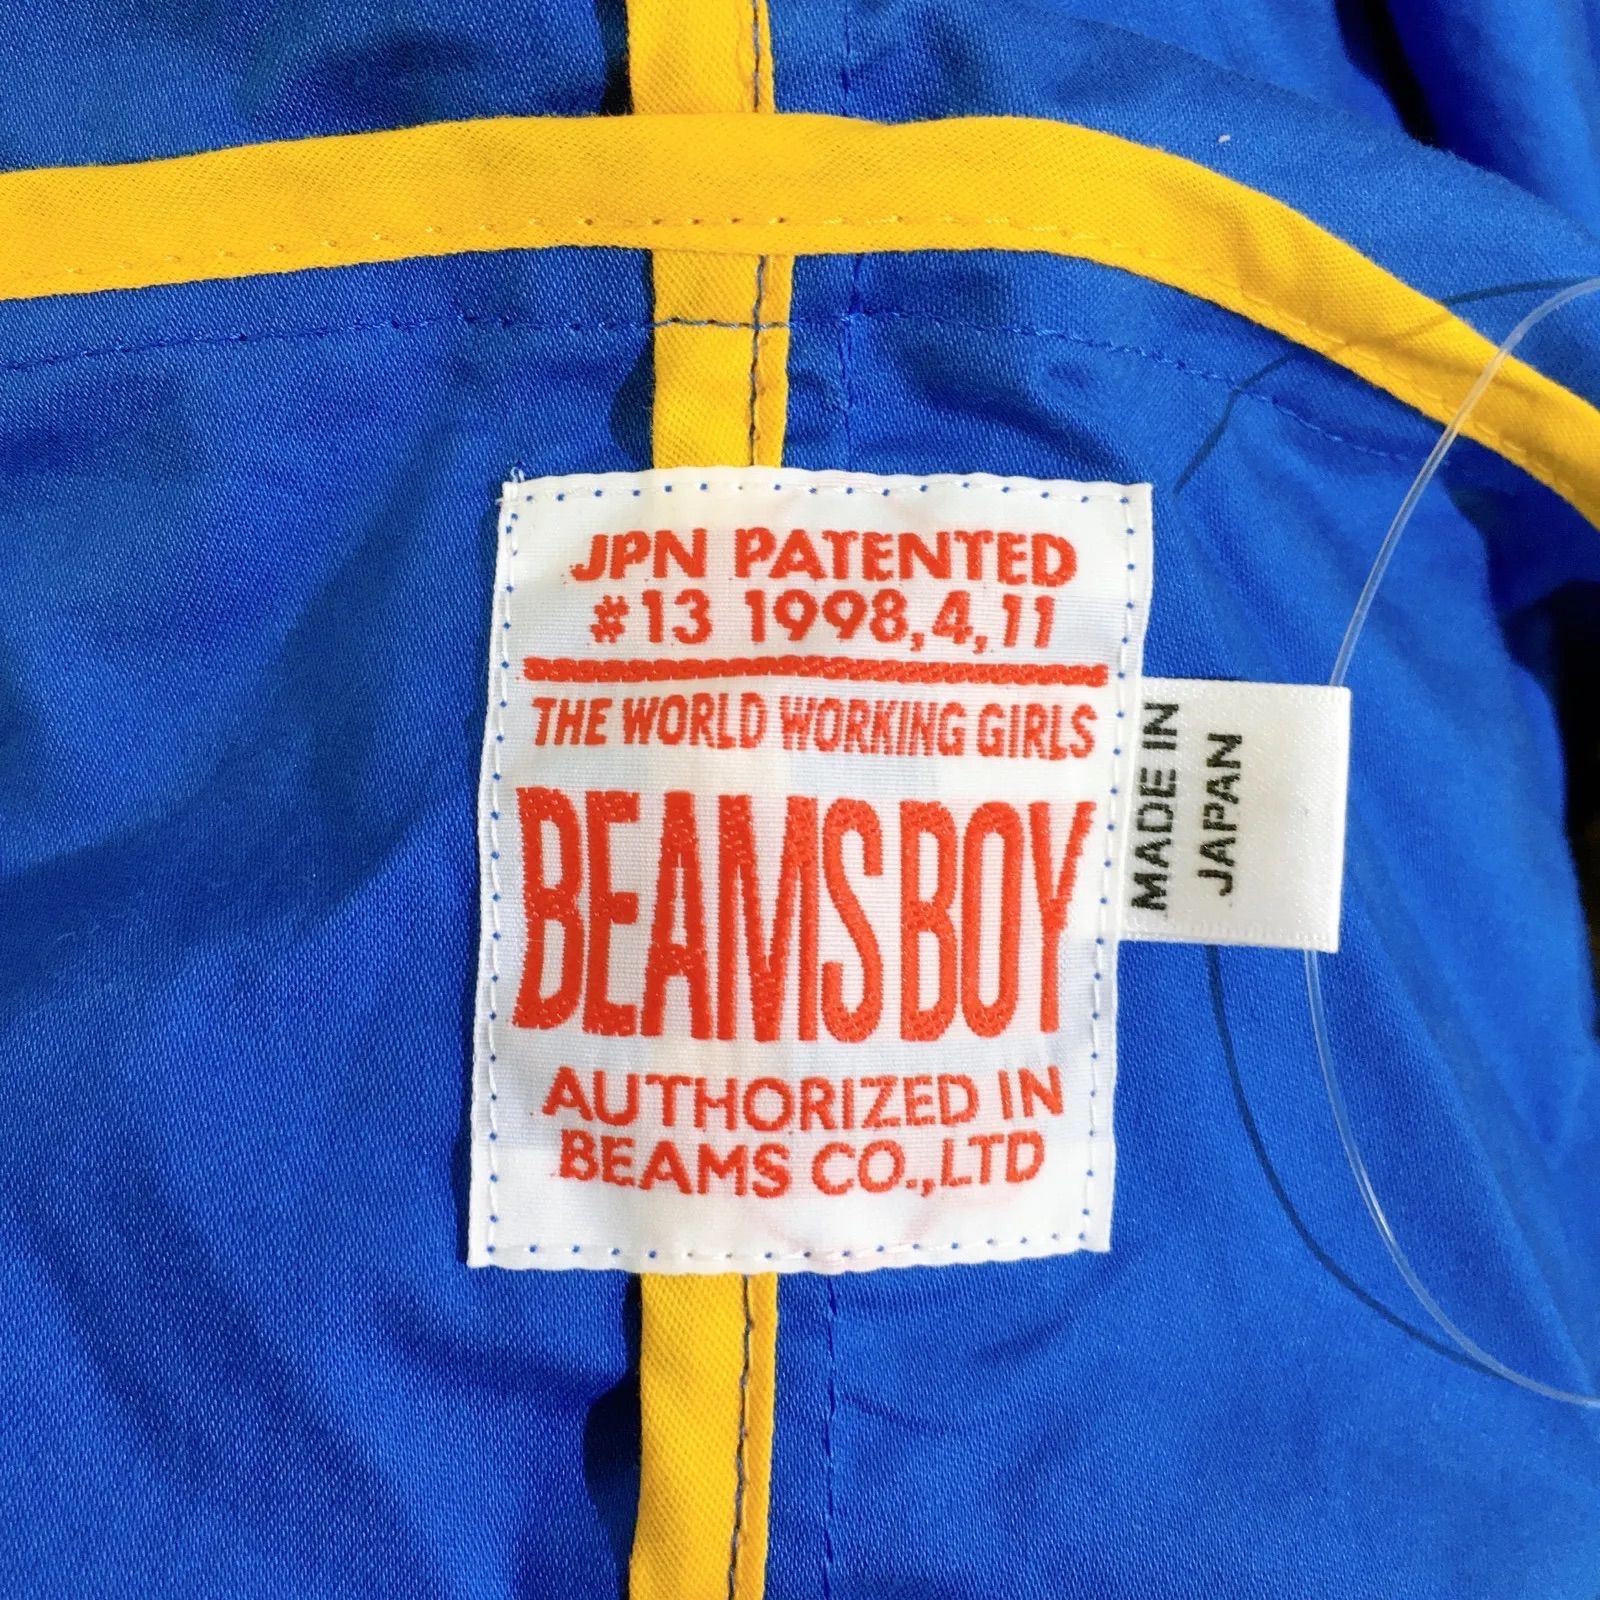 JPN PATENTED
#13 1998,4,11
THE WORLD WORKING GIRLS
BEAMS BOY
AUTHORIZED IN
BEAMS CO.,LTD
MADE IN
JAPAN